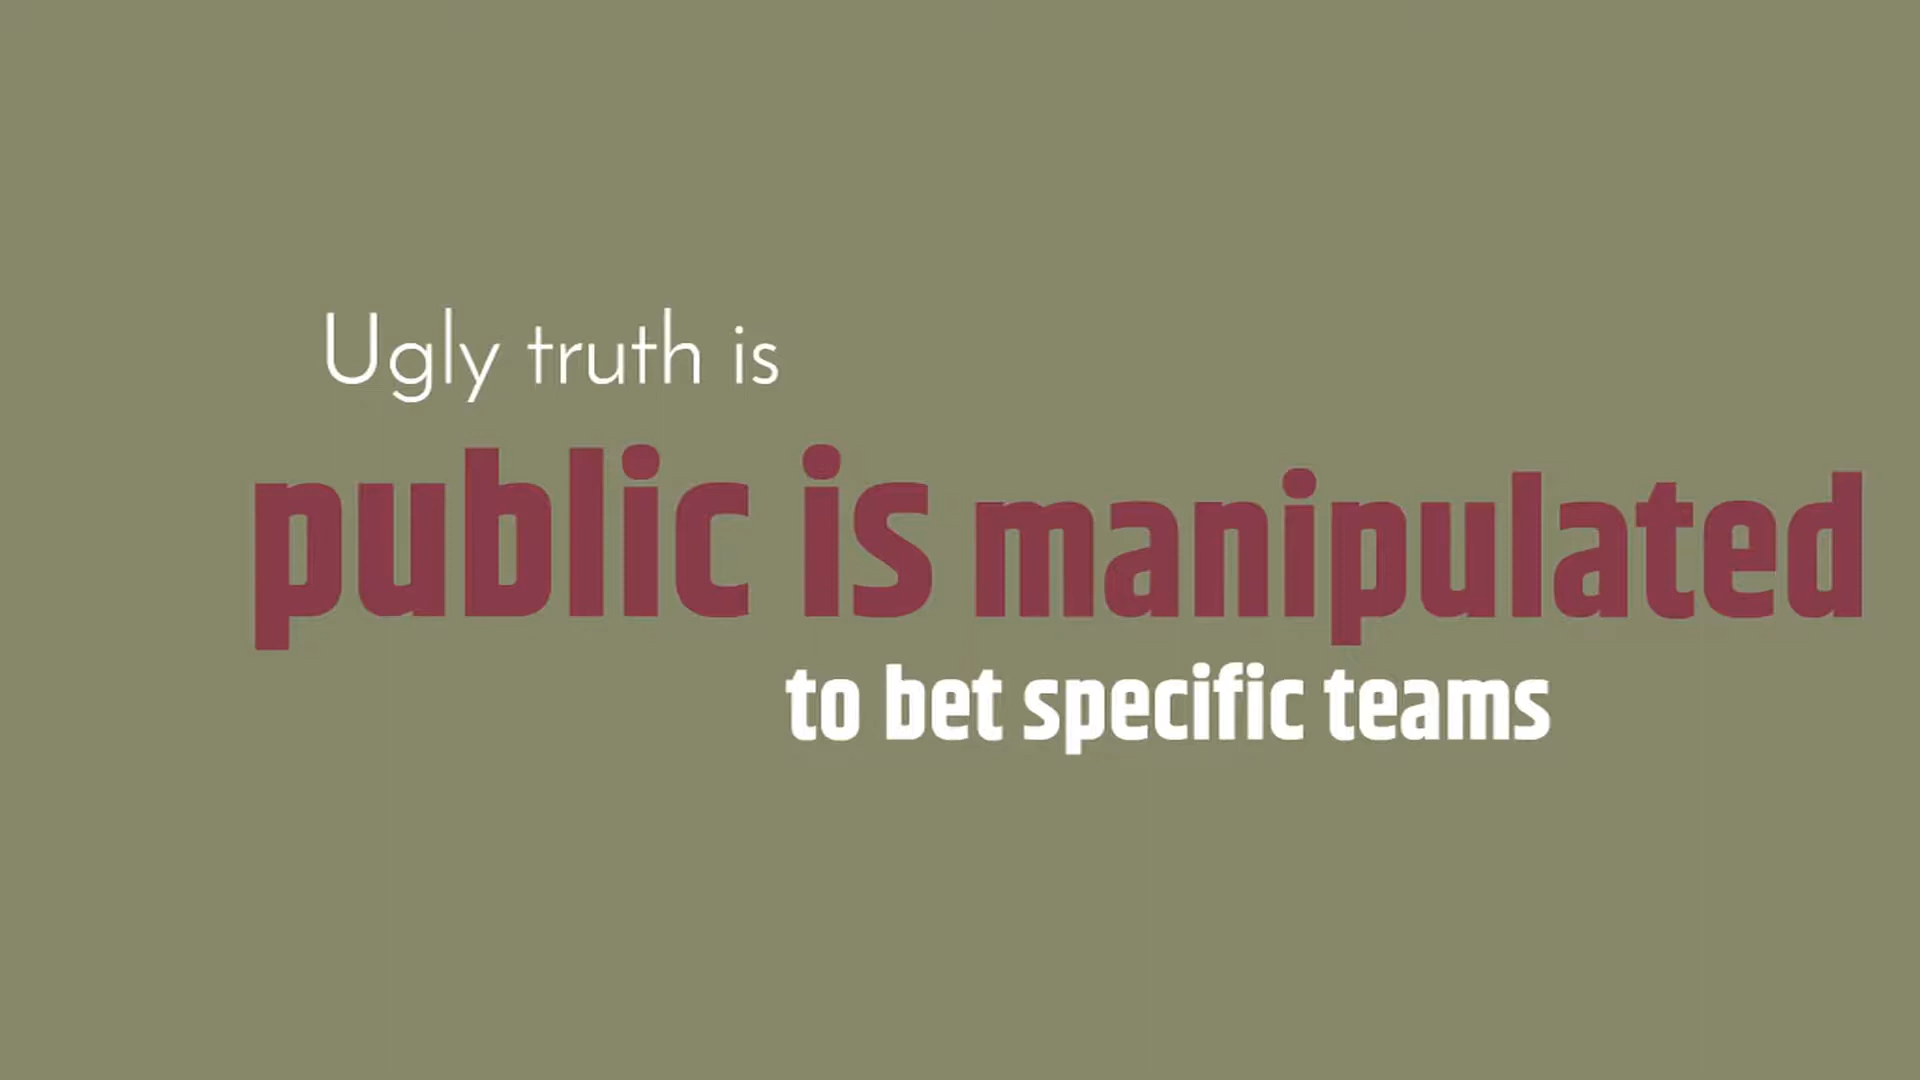 Ugly truth is
public is manipulated
to bet specific teams